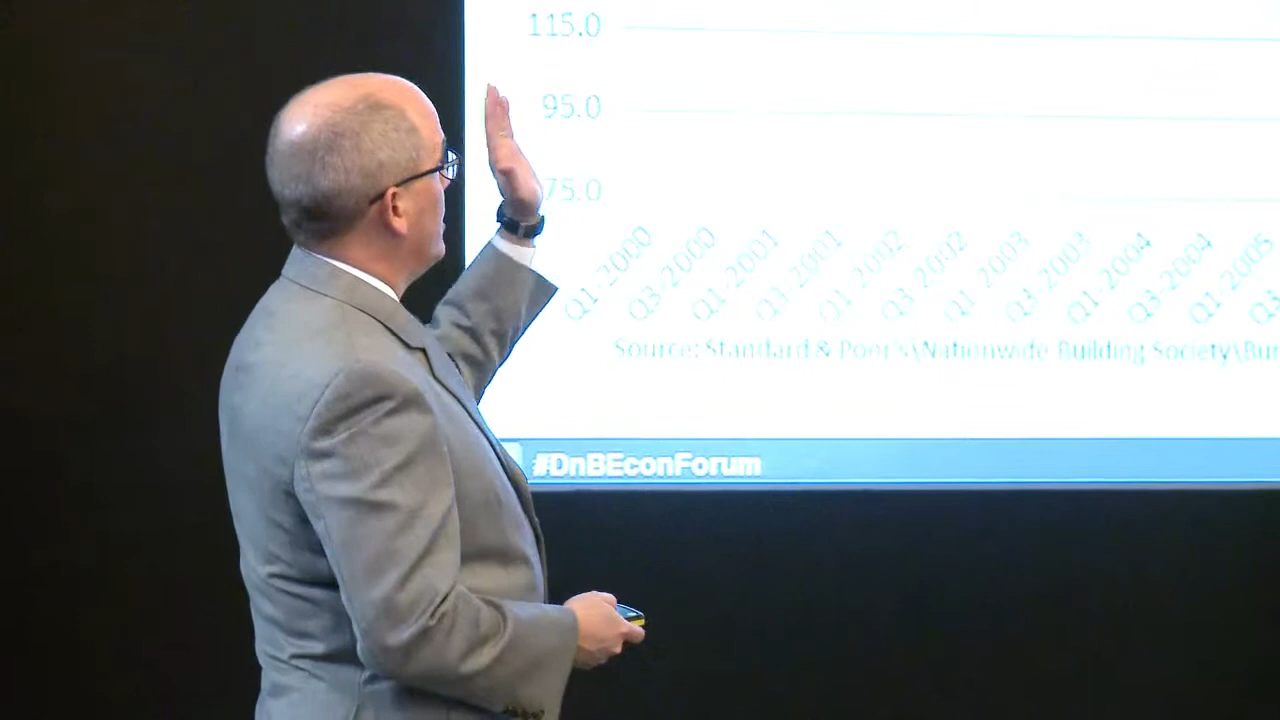 115.0
95.0
75.0
Q1-2000 Q3-2000 Q1-2001 Q3-2001 Q1-2002 Q3-2002 Q1-2003 Q3-2003 Q1-2004 Q3-2004 Q1-2005
Source: Standard & Poor's\Nationwide Building Society\Bur
#DnBEconForum